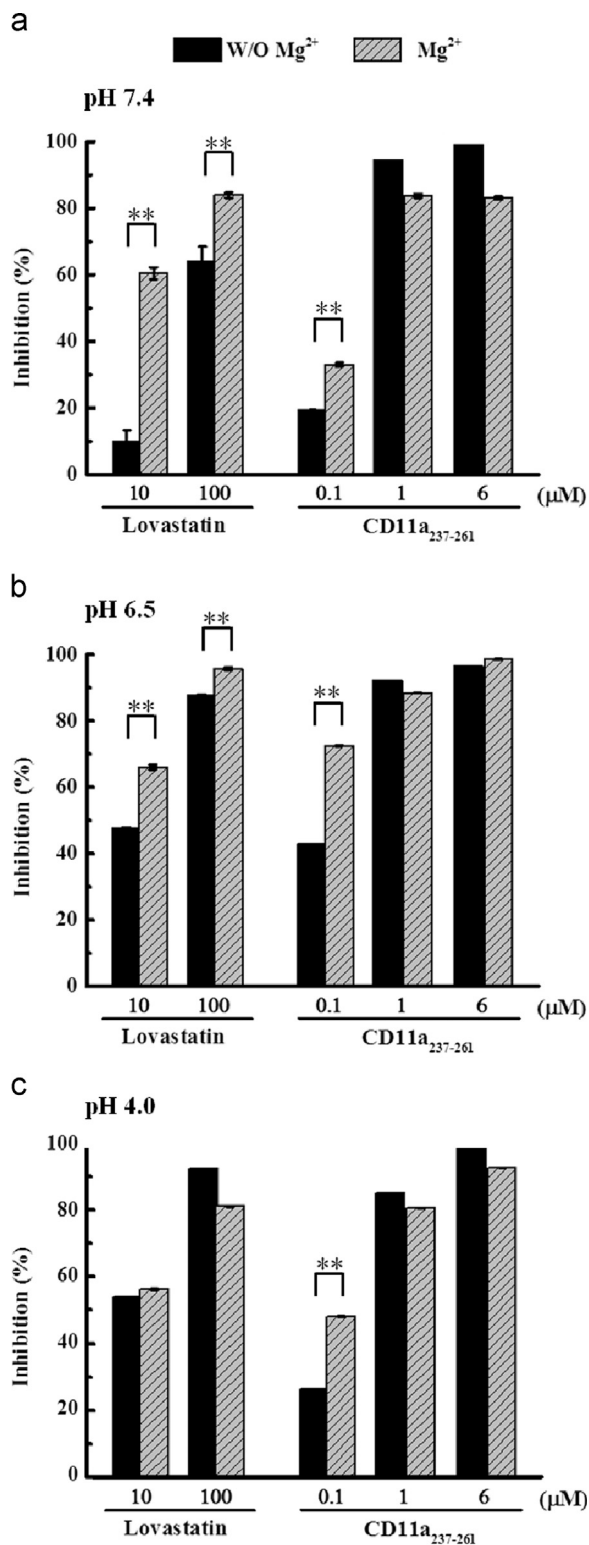 a
W/O Mg²⁺ Mg²⁺
pH 7.4
100
80
60
40
20
0
Inhibition (%)
** ** **
10 100 0.1 1 6 (μM)
Lovastatin CD11a₂₃₇₋₂₆₁
b
pH 6.5
100
80
60
40
20
0
Inhibition (%)
** ** **
10 100 0.1 1 6 (μM)
Lovastatin CD11a₂₃₇₋₂₆₁
c
pH 4.0
100
80
60
40
20
0
Inhibition (%)
**
10 100 0.1 1 6 (μM)
Lovastatin CD11a₂₃₇₋₂₆₁